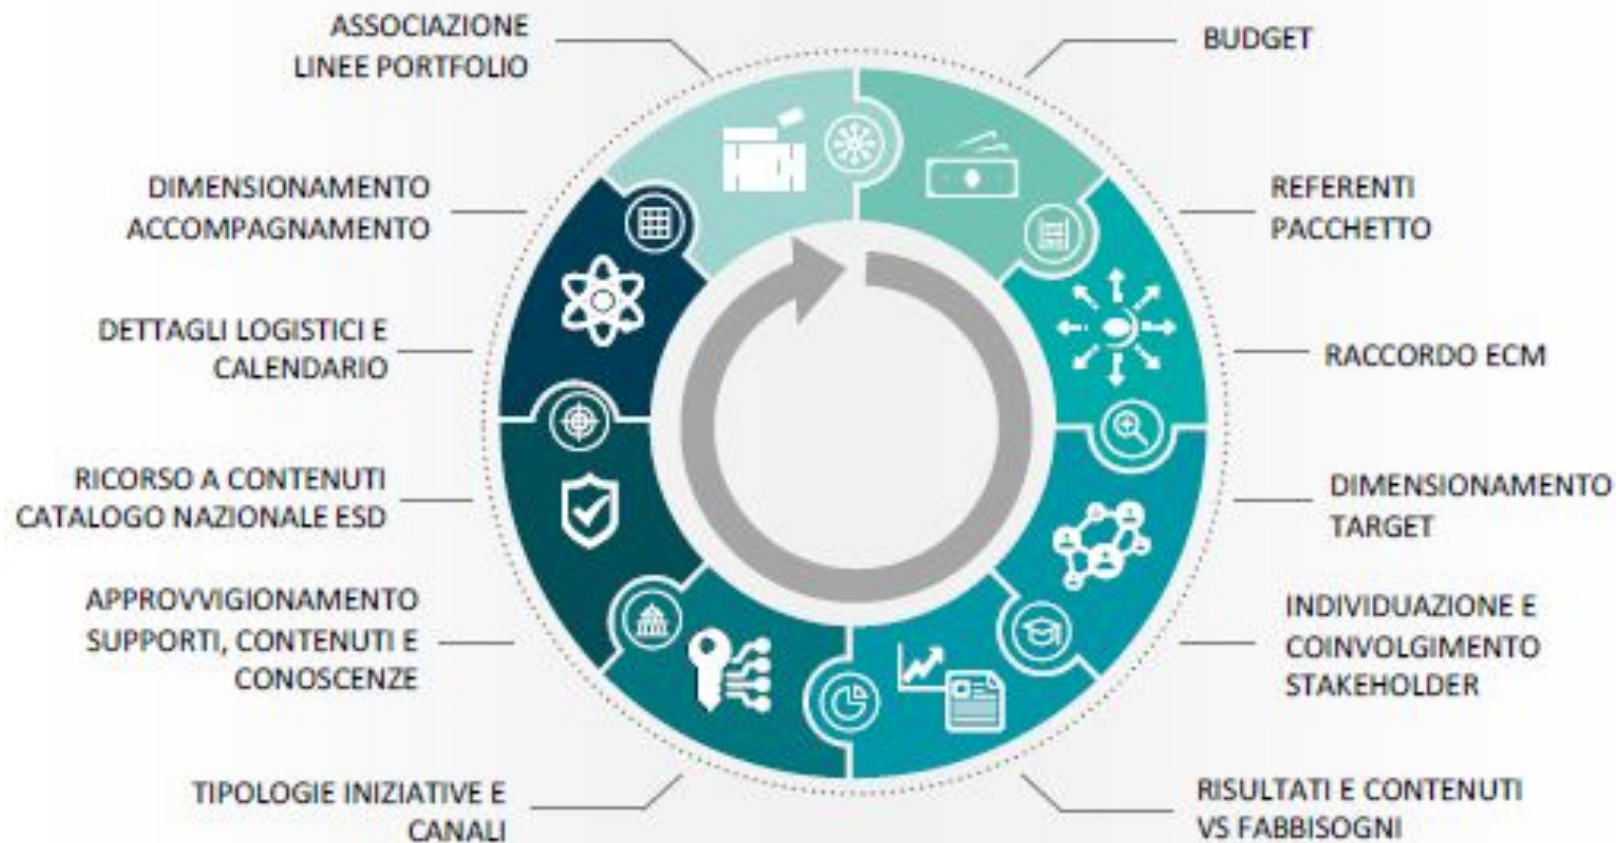 ASSOCIAZIONE
LINEE PORTFOLIO
BUDGET
DIMENSIONAMENTO
ACCOMPAGNAMENTO
REFERENTI
PACCHETTO
DETTAGLI LOGISTICI E
CALENDARIO
RACCORDO ECM
RICORSO A CONTENUTI
CATALOGO NAZIONALE ESD
DIMENSIONAMENTO
TARGET
APPROVVIGIONAMENTO
SUPPORTI, CONTENUTI E
CONOSCENZE
INDIVIDUAZIONE E
COINVOLGIMENTO
STAKEHOLDER
TIPOLOGIE INIZIATIVE E
CANALI
RISULTATI E CONTENUTI
VS FABBISOGNI